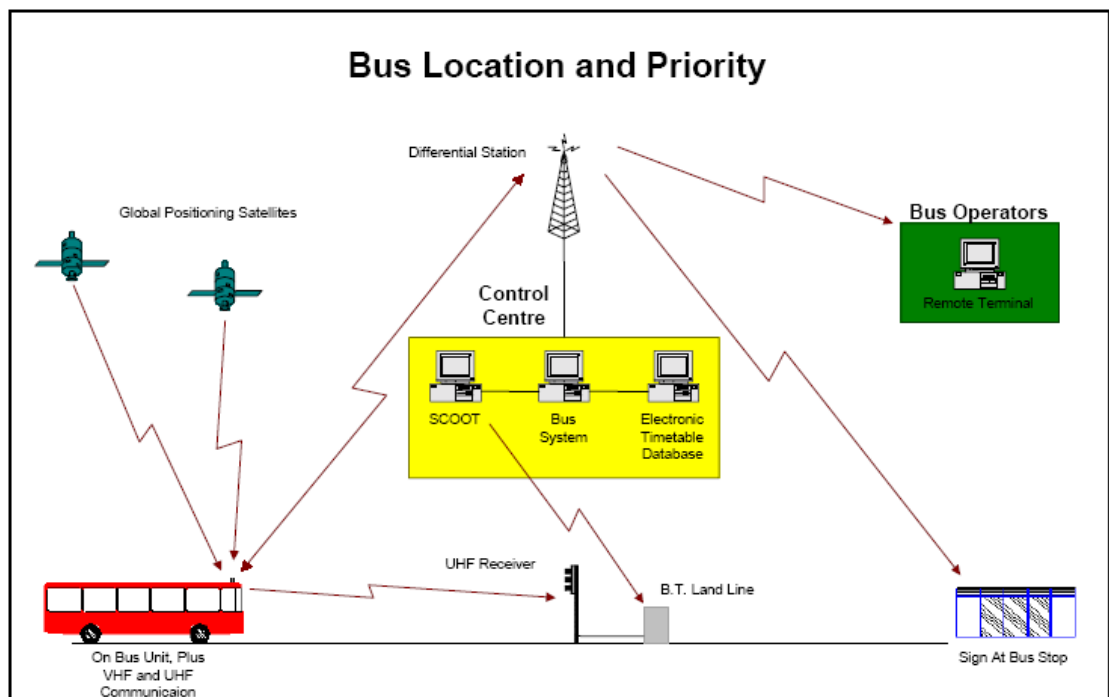 Bus Location and Priority
Differential Station
Global Positioning Satellites
Bus Operators
Remote Terminal
Control
Centre
SCOOT
Bus
System
Electronic
Timetable
Database
UHF Receiver
B.T. Land Line
On Bus Unit, Plus
VHF and UHF
Communicaion
Sign At Bus Stop